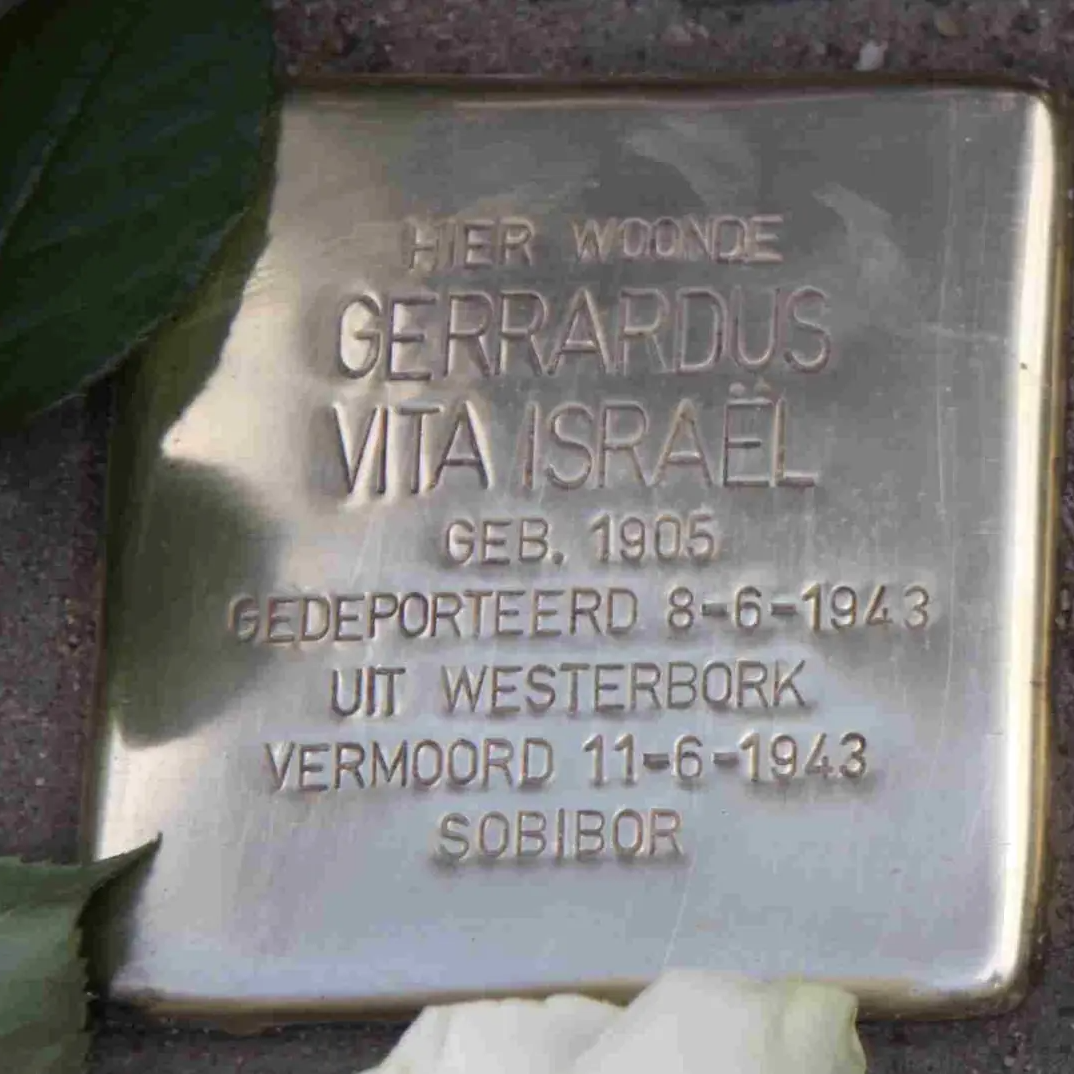 HIER WOONDE
GERRARDUS
VITA ISRAËL
GEB. 1905
GEDEPORTEERD 8-6-1943
UIT WESTERBORK
VERMOORD 11-6-1943
SOBIBOR